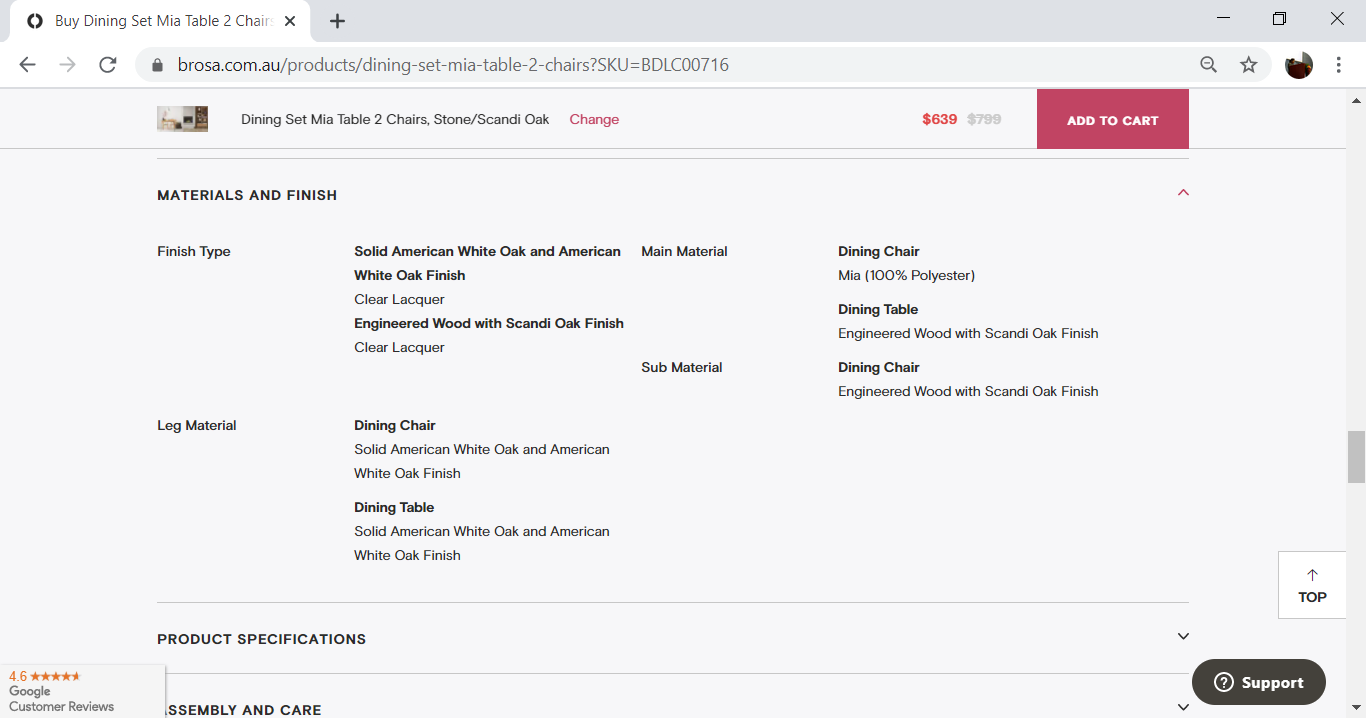 Buy Dining Set Mia Table 2 Chairs
brosa.com.au/products/dining-set-mia-table-2-chairs?SKU=BDLC00716
Dining Set Mia Table 2 Chairs, Stone/Scandi Oak Change $639 $799 ADD TO CART
MATERIALS AND FINISH
Finish Type
Solid American White Oak and American
White Oak Finish
Clear Lacquer
Engineered Wood with Scandi Oak Finish
Clear Lacquer
Main Material
Dining Chair
Mia (100% Polyester)
Dining Table
Engineered Wood with Scandi Oak Finish
Sub Material
Dining Chair
Engineered Wood with Scandi Oak Finish
Leg Material
Dining Chair
Solid American White Oak and American
White Oak Finish
Dining Table
Solid American White Oak and American
White Oak Finish
TOP
PRODUCT SPECIFICATIONS
4.6
Google
Customer Reviews
SSEMBLY AND CARE
? Support